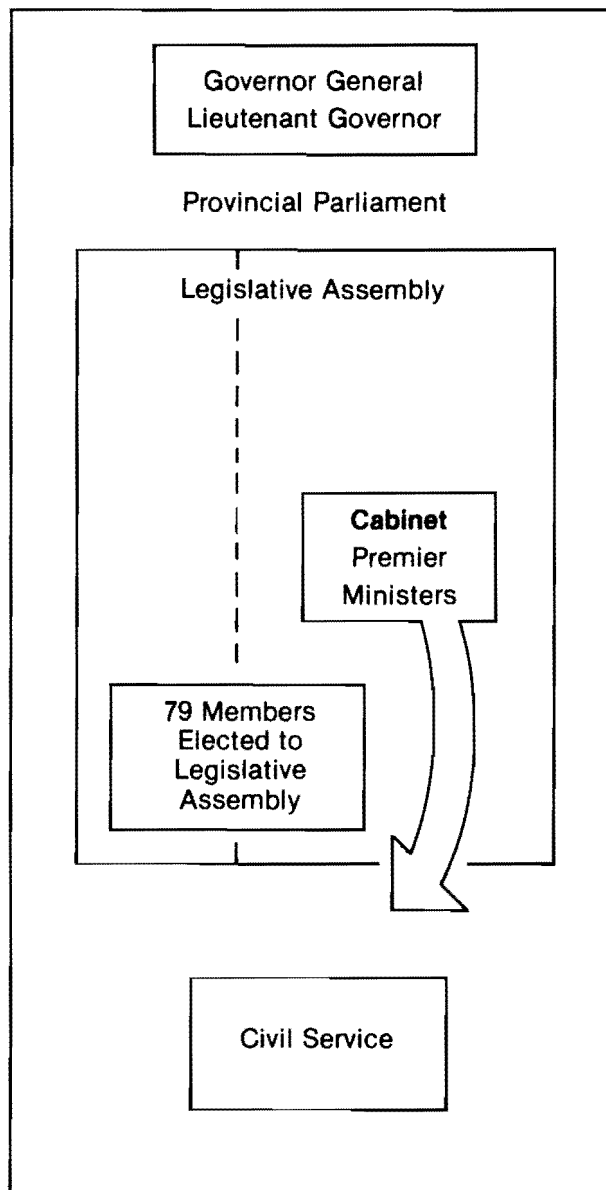 Governor General
Lieutenant Governor
Provincial Parliament
Legislative Assembly
Cabinet
Premier
Ministers
79 Members
Elected to
Legislative
Assembly
Civil Service